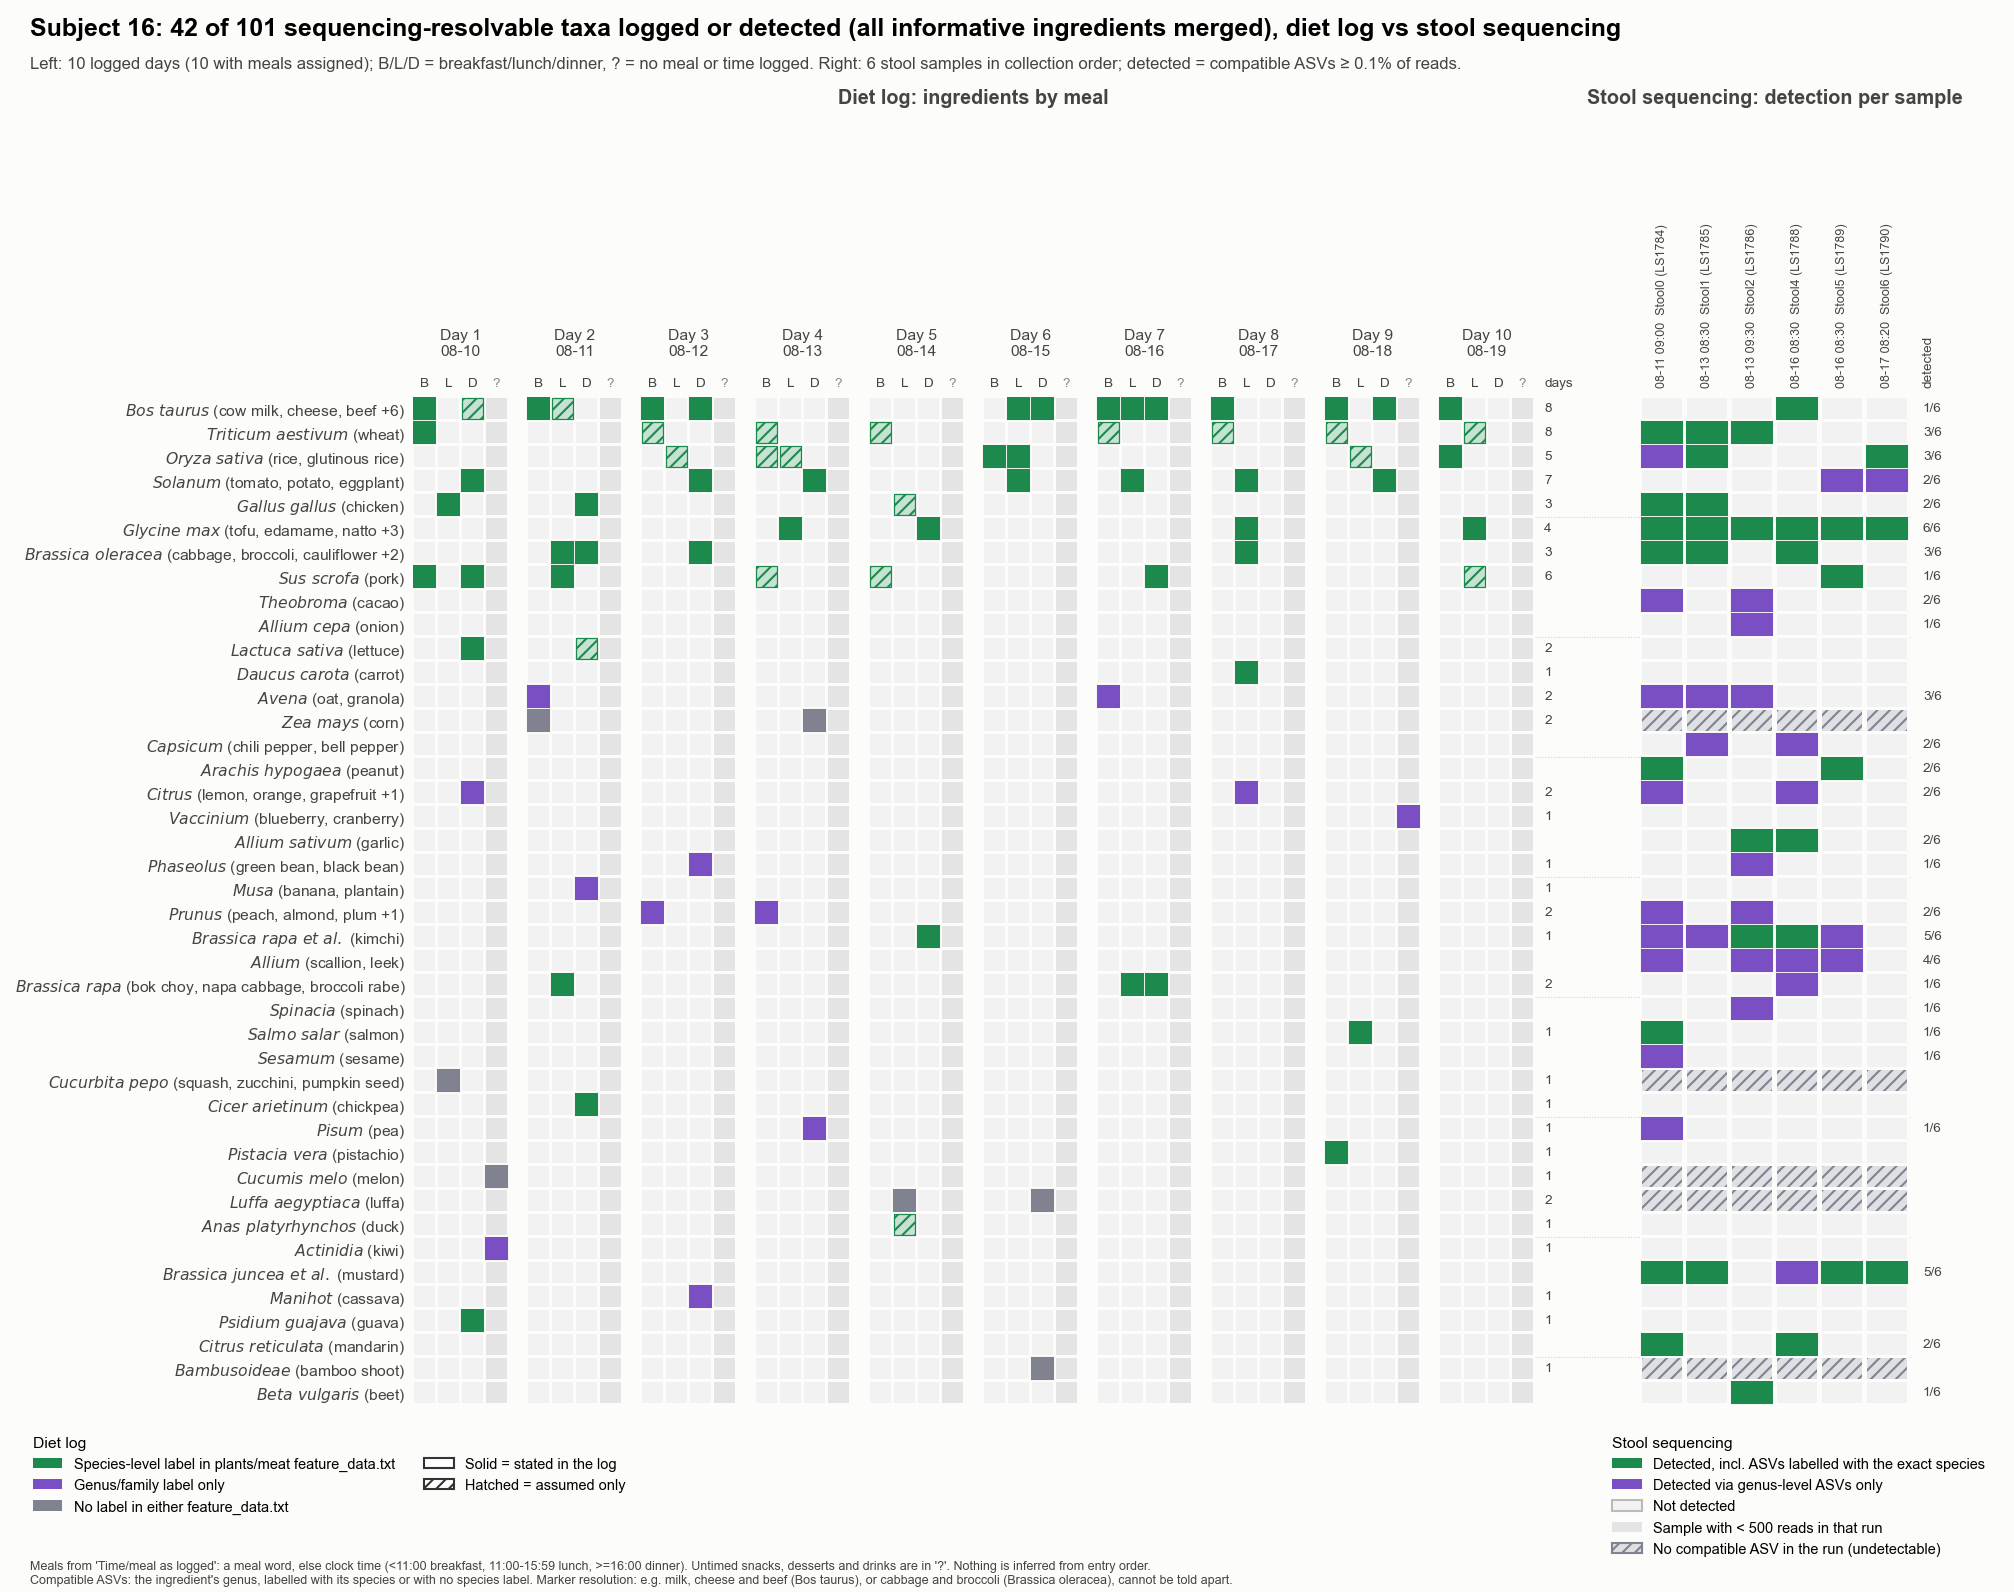 Subject 16: 42 of 101 sequencing-resolvable taxa logged or detected (all informative ingredients merged), diet log vs stool sequencing
Left: 10 logged days (10 with meals assigned); B/L/D = breakfast/lunch/dinner, ? = no meal or time logged. Right: 6 stool samples in collection order; detected = compatible ASVs ≥ 0.1% of reads.
Diet log: ingredients by meal
Stool sequencing: detection per sample
Day 1 Day 2 Day 3 Day 4 Day 5 Day 6 Day 7 Day 8 Day 9 Day 10
08-10 08-11 08-12 08-13 08-14 08-15 08-16 08-17 08-18 08-19
B L D ? B L D ? B L D ? B L D ? B L D ? B L D ? B L D ? B L D ? B L D ? B L D ? days
08-11 09:00 Stool0 (LS1784)
08-13 08:30 Stool1 (LS1785)
08-13 09:30 Stool2 (LS1786)
08-16 08:30 Stool4 (LS1788)
08-16 08:30 Stool5 (LS1789)
08-17 08:20 Stool6 (LS1790)
detected
Bos taurus (cow milk, cheese, beef +6) 8 1/6
Triticum aestivum (wheat) 8 3/6
Oryza sativa (rice, glutinous rice) 5 3/6
Solanum (tomato, potato, eggplant) 7 2/6
Gallus gallus (chicken) 3 2/6
Glycine max (tofu, edamame, natto +3) 4 6/6
Brassica oleracea (cabbage, broccoli, cauliflower +2) 3 3/6
Sus scrofa (pork) 6 1/6
Theobroma (cacao) 2/6
Allium cepa (onion) 1/6
Lactuca sativa (lettuce) 2
Daucus carota (carrot) 1
Avena (oat, granola) 2 3/6
Zea mays (corn) 2
Capsicum (chili pepper, bell pepper) 2/6
Arachis hypogaea (peanut) 2/6
Citrus (lemon, orange, grapefruit +1) 2 2/6
Vaccinium (blueberry, cranberry) 1
Allium sativum (garlic) 2/6
Phaseolus (green bean, black bean) 1 1/6
Musa (banana, plantain) 1
Prunus (peach, almond, plum +1) 2 2/6
Brassica rapa et al. (kimchi) 1 5/6
Allium (scallion, leek) 4/6
Brassica rapa (bok choy, napa cabbage, broccoli rabe) 2 1/6
Spinacia (spinach) 1/6
Salmo salar (salmon) 1 1/6
Sesamum (sesame) 1/6
Cucurbita pepo (squash, zucchini, pumpkin seed) 1
Cicer arietinum (chickpea) 1
Pisum (pea) 1 1/6
Pistacia vera (pistachio) 1
Cucumis melo (melon) 1
Luffa aegyptiaca (luffa) 2
Anas platyrhynchos (duck) 1
Actinidia (kiwi) 1
Brassica juncea et al. (mustard) 5/6
Manihot (cassava) 1
Psidium guajava (guava) 1
Citrus reticulata (mandarin) 2/6
Bambusoideae (bamboo shoot) 1
Beta vulgaris (beet) 1/6
Diet log
Species-level label in plants/meat feature_data.txt
Genus/family label only
No label in either feature_data.txt
Solid = stated in the log
Hatched = assumed only
Stool sequencing
Detected, incl. ASVs labelled with the exact species
Detected via genus-level ASVs only
Not detected
Sample with < 500 reads in that run
No compatible ASV in the run (undetectable)
Meals from 'Time/meal as logged': a meal word, else clock time (<11:00 breakfast, 11:00-15:59 lunch, >=16:00 dinner). Untimed snacks, desserts and drinks are in '?'. Nothing is inferred from entry order.
Compatible ASVs: the ingredient's genus, labelled with its species or with no species label. Marker resolution: e.g. milk, cheese and beef (Bos taurus), or cabbage and broccoli (Brassica oleracea), cannot be told apart.